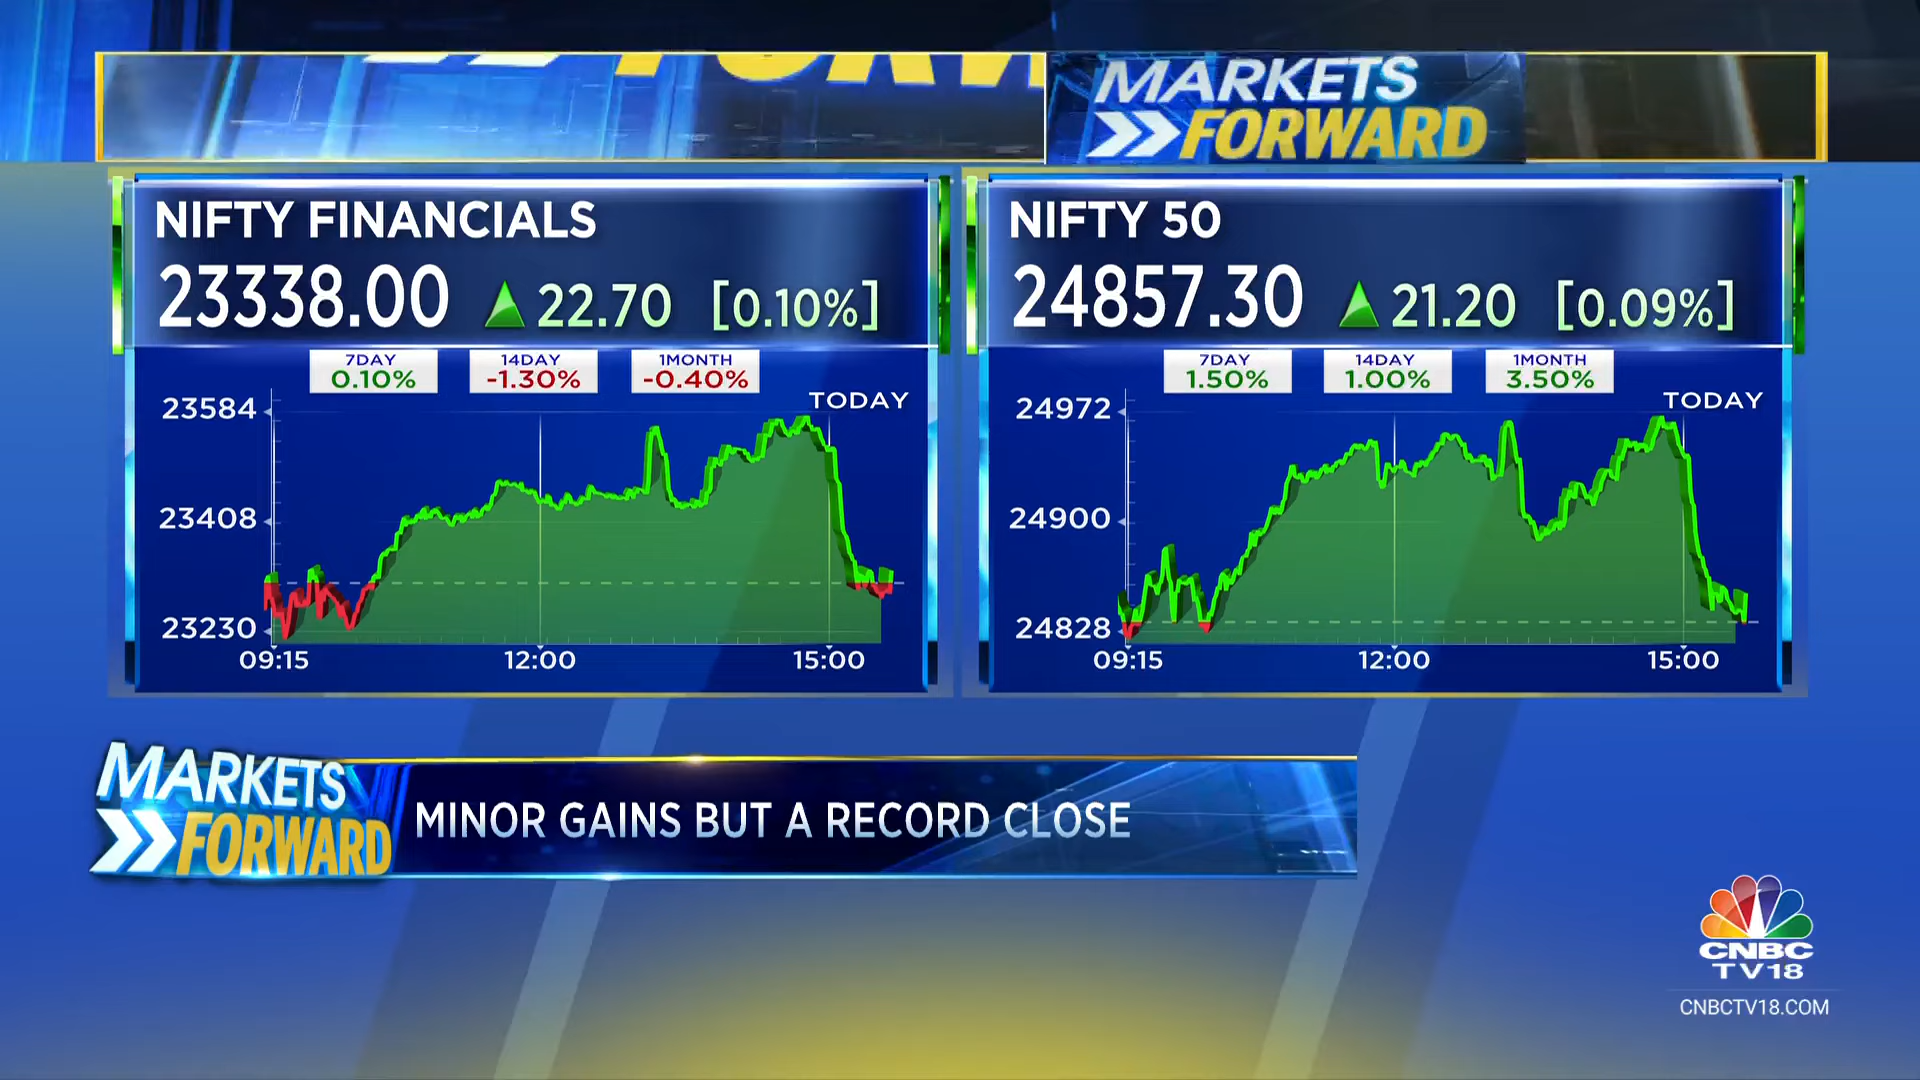 MARKETS
FORWARD
NIFTY FINANCIALS
23338.00 22.70 [0.10%]
7DAY
0.10%
14DAY
-1.30%
1MONTH
-0.40%
TODAY
23584
23408
23230
09:15 12:00 15:00
NIFTY 50
24857.30 21.20 [0.09%]
7DAY
1.50%
14DAY
1.00%
1MONTH
3.50%
TODAY
24972
24900
24828
09:15 12:00 15:00
MARKETS
FORWARD
MINOR GAINS BUT A RECORD CLOSE
CNBC
TV18
CNBCTV18.COM